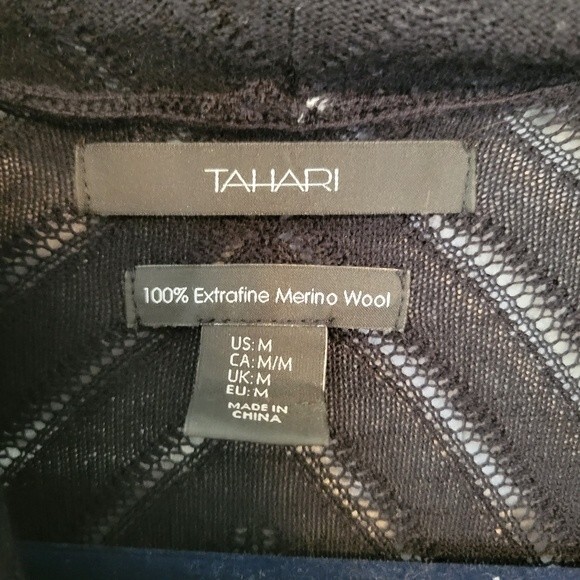 TAHARI
100% Extrafine Merino Wool
US: M
CA: M/M
UK: M
EU: M
MADE IN
CHINA